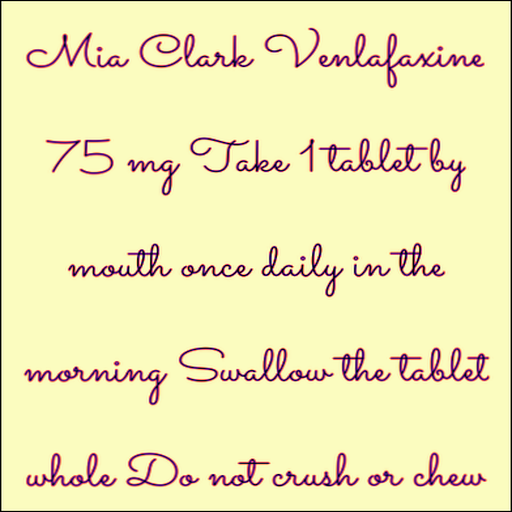 Mia Clark Venlafaxine
75 mg Take 1 tablet by
mouth once daily in the
morning Swallow the tablet
whole Do not crush or chew